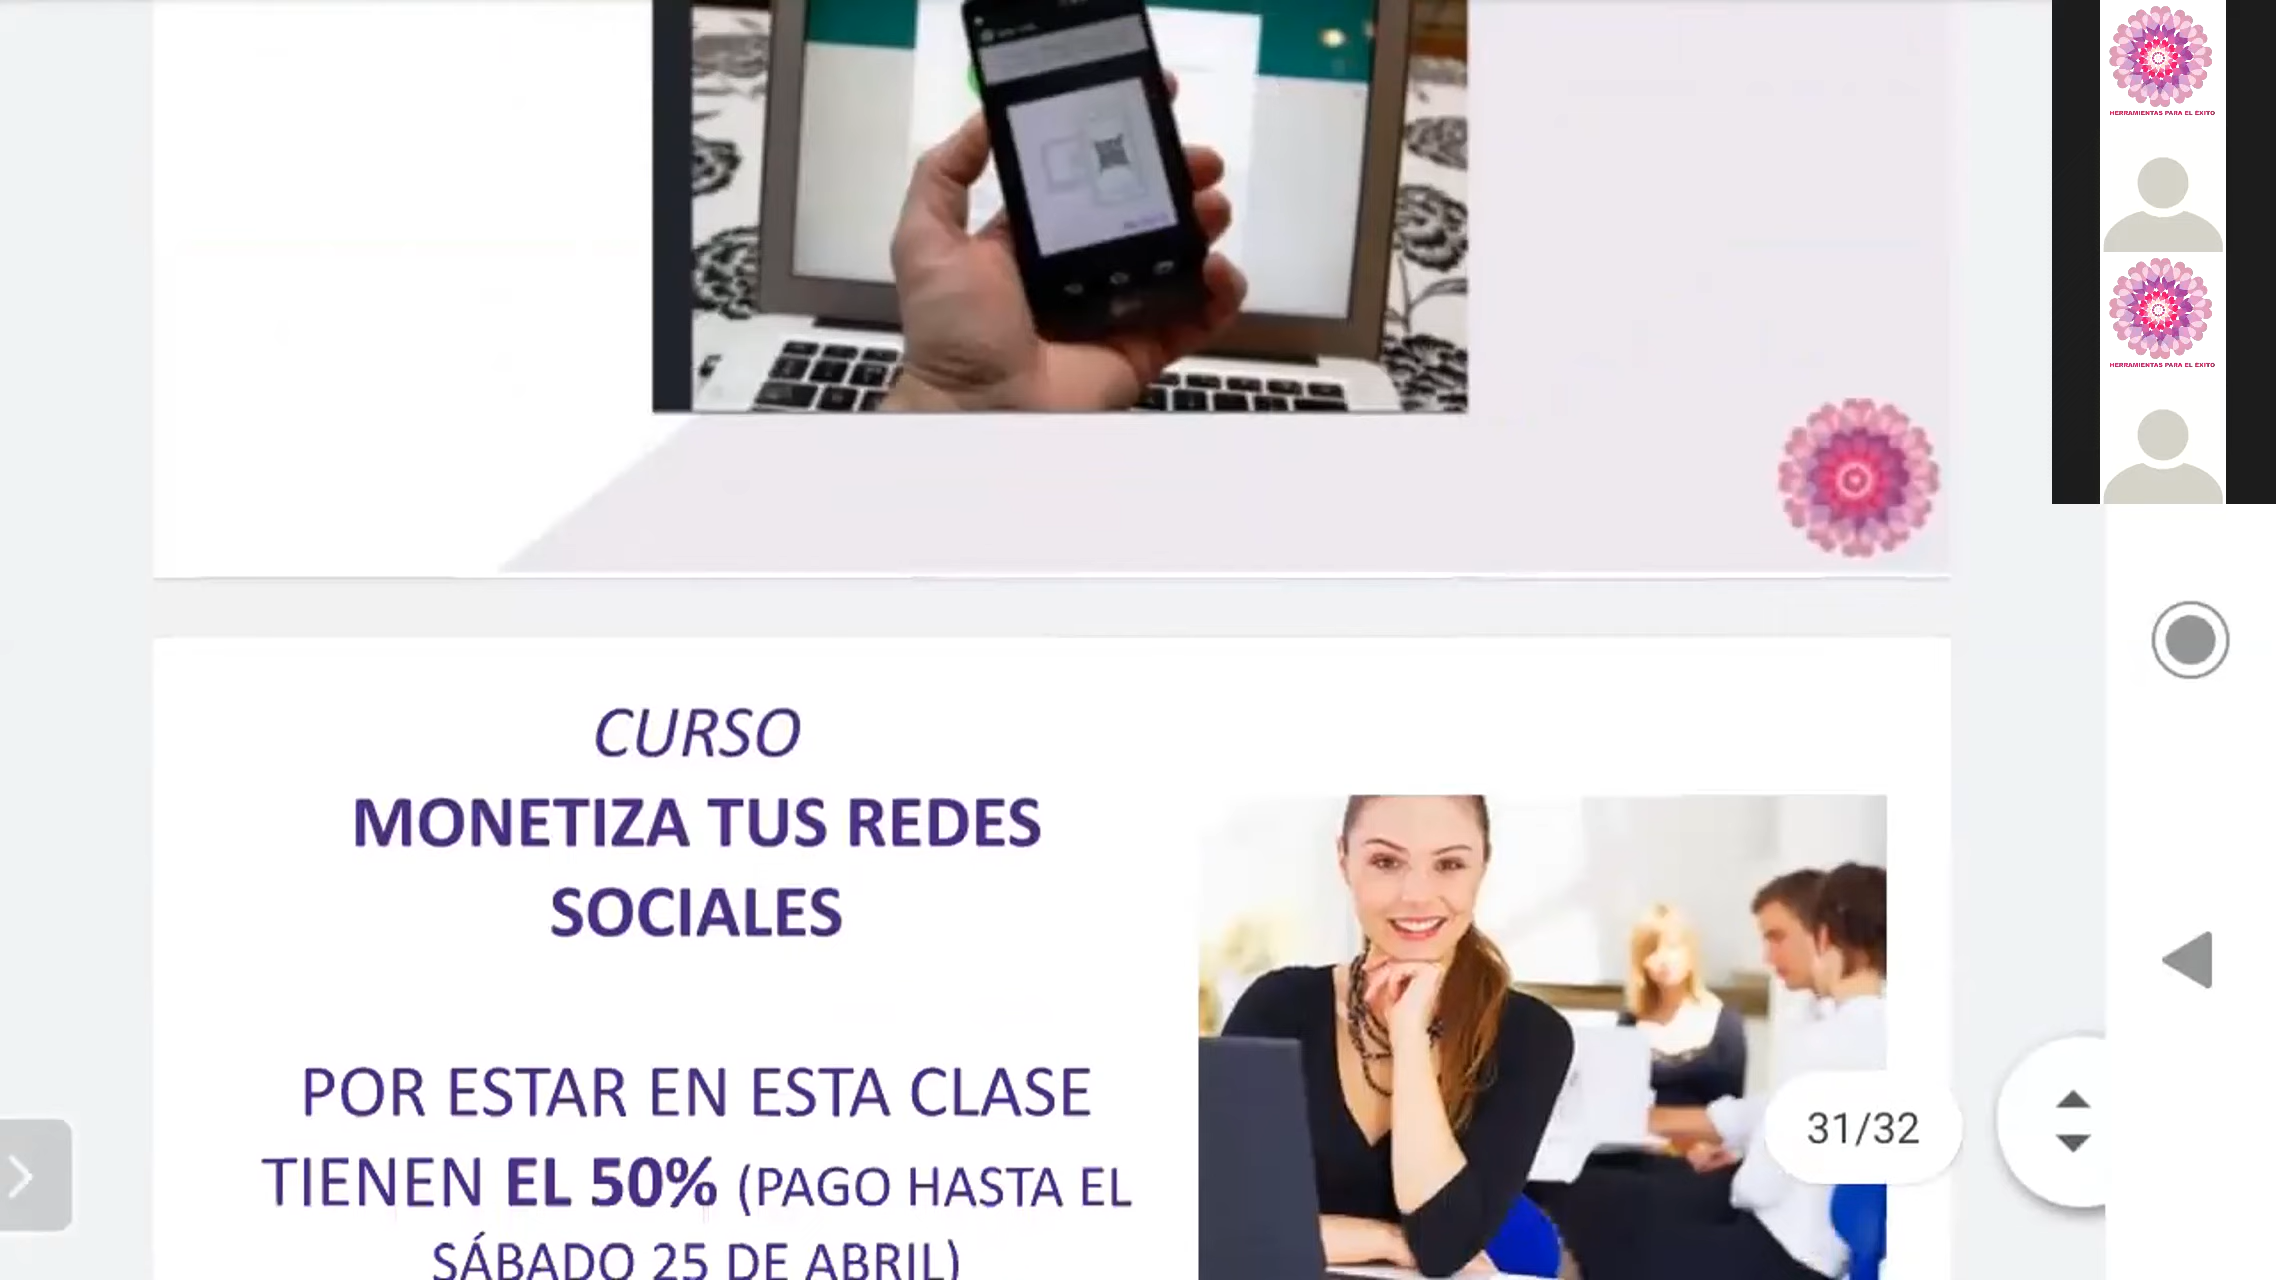 HERRAMIENTAS PARA EL EXITO
HERRAMIENTAS PARA EL EXITO
CURSO
MONETIZA TUS REDES
SOCIALES
POR ESTAR EN ESTA CLASE
TIENEN EL 50% (PAGO HASTA EL
SÁBADO 25 DE ABRIL)
31/32